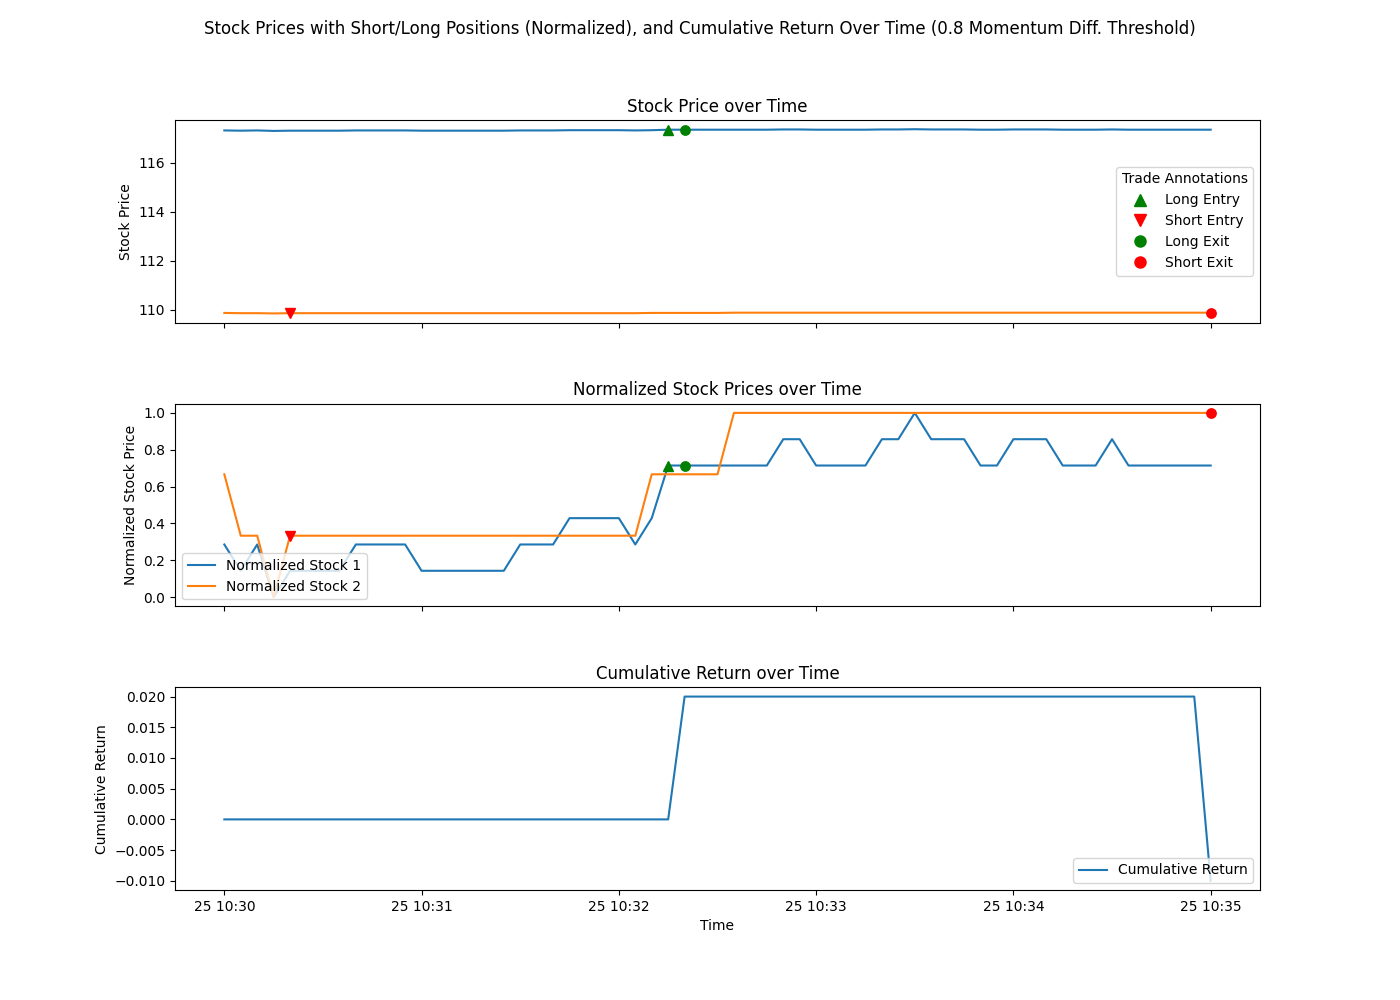 Stock Prices with Short/Long Positions (Normalized), and Cumulative Return Over Time (0.8 Momentum Diff. Threshold)
Stock Price over Time
Stock Price
116
114
112
110
Trade Annotations
Long Entry
Short Entry
Long Exit
Short Exit
Normalized Stock Prices over Time
Normalized Stock Price
1.0
0.8
0.6
0.4
0.2
0.0
Normalized Stock 1
Normalized Stock 2
Cumulative Return over Time
Cumulative Return
0.020
0.015
0.010
0.005
0.000
−0.005
−0.010
Cumulative Return
25 10:30 25 10:31 25 10:32 25 10:33 25 10:34 25 10:35
Time